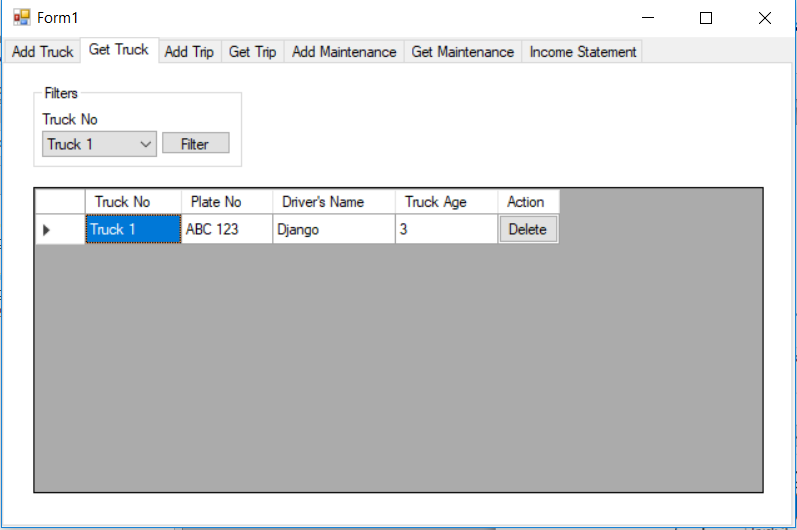 Form1
Add Truck Get Truck Add Trip Get Trip Add Maintenance Get Maintenance Income Statement
Filters
Truck No
Truck 1 Filter
Truck No Plate No Driver's Name Truck Age Action
Truck 1 ABC 123 Django 3 Delete